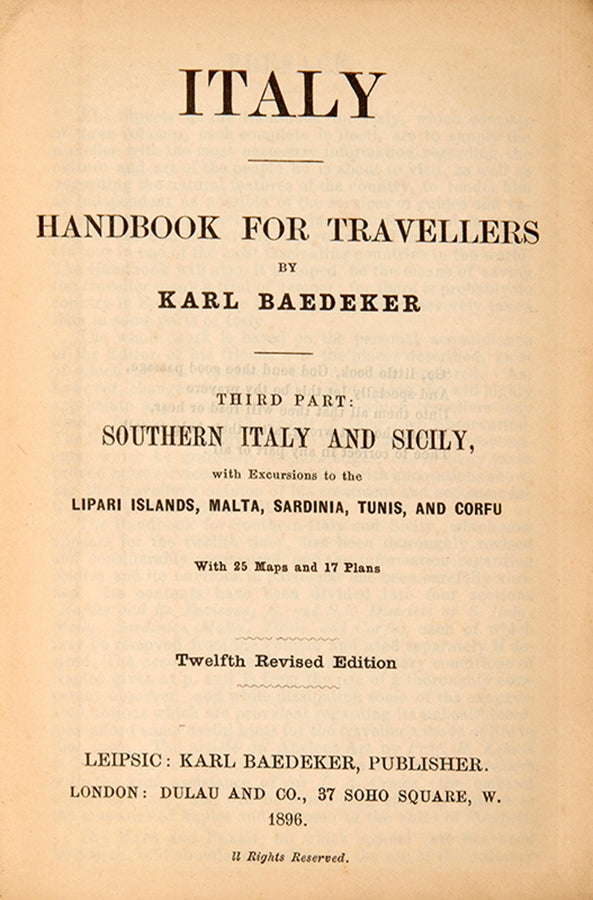 ITALY
HANDBOOK FOR TRAVELLERS
BY
KARL BAEDEKER
THIRD PART:
SOUTHERN ITALY AND SICILY,
with Excursions to the
LIPARI ISLANDS, MALTA, SARDINIA, TUNIS, AND CORFU
With 25 Maps and 17 Plans
Twelfth Revised Edition
LEIPSIC: KARL BAEDEKER, PUBLISHER.
LONDON: DULAU AND CO., 37 SOHO SQUARE, W.
1896.
ll Rights Reserved.